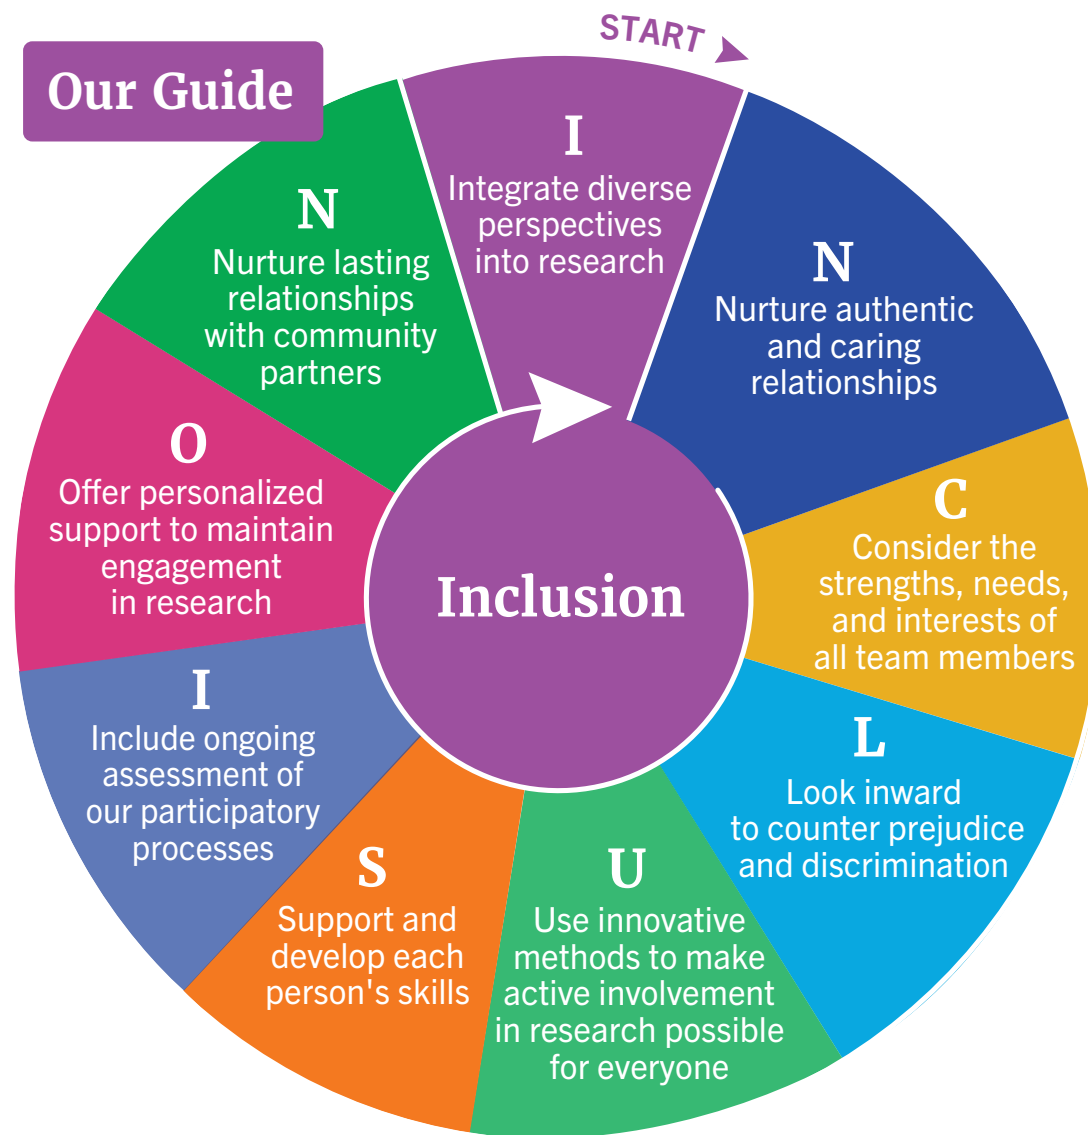 START
Our Guide
I
Integrate diverse
perspectives
into research
N
Nurture authentic
and caring
relationships
C
Consider the
strengths, needs,
and interests of
all team members
L
Look inward
to counter prejudice
and discrimination
U
Use innovative
methods to make
active involvement
in research possible
for everyone
S
Support and
develop each
person's skills
I
Include ongoing
assessment of
our participatory
processes
O
Offer personalized
support to maintain
engagement
in research
N
Nurture lasting
relationships
with community
partners
Inclusion